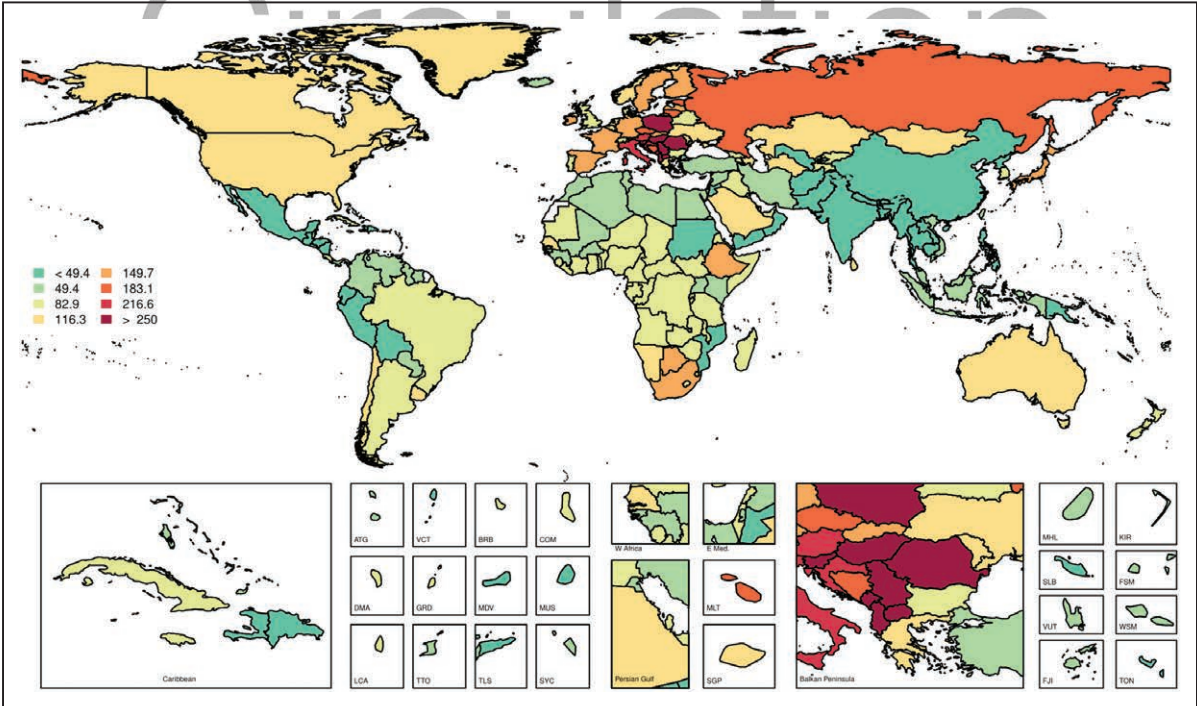 Circulation
< 49.4 149.7
49.4 183.1
82.9 216.6
116.3 > 250
Caribbean
ATG VCT BRB COM
DMA GRD MDV MUS
LCA TTO TLS SYC
W Africa E Med.
Persian Gulf
MLT
SGP
Balkan Peninsula
MHL KIR
SLB FSM
VUT WSM
FJI TON